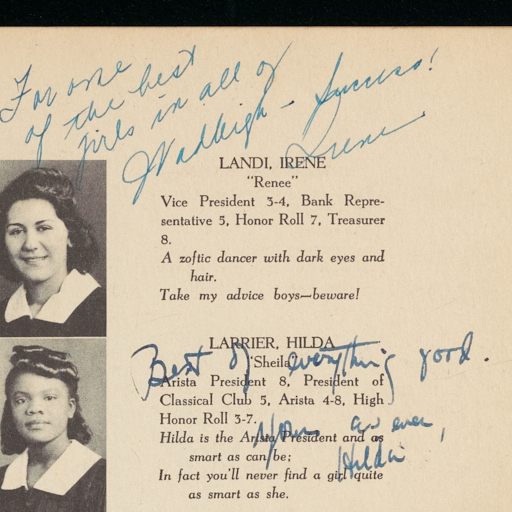 For one
of the best
girls in all of
Wadleigh - Success!
Irene
LANDI, IRENE
"Renee"
Vice President 3-4, Bank Repre-
sentative 5, Honor Roll 7, Treasurer
8.
A zoftic dancer with dark eyes and
hair.
Take my advice boys—beware!
LARRIER, HILDA
"Sheila"
Best of everything good.
Arista President 8, President of
Classical Club 5, Arista 4-8, High
Honor Roll 3-7.
Yours as ever,
Hilda
Hilda is the Arista President and as
smart as can be;
In fact you'll never find a girl quite
as smart as she.